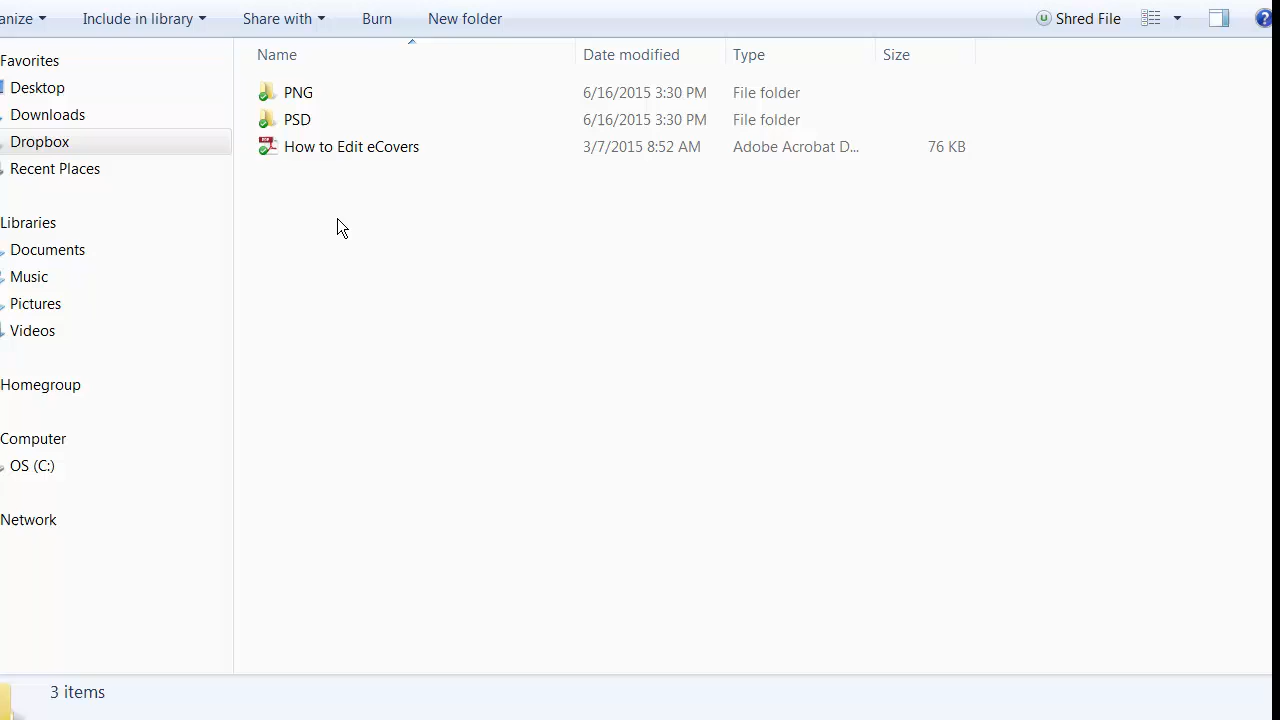 anize Include in library Share with Burn New folder Shred File
Favorites
Desktop
Downloads
Dropbox
Recent Places
Libraries
Documents
Music
Pictures
Videos
Homegroup
Computer
OS (C:)
Network
Name Date modified Type Size
PNG 6/16/2015 3:30 PM File folder
PSD 6/16/2015 3:30 PM File folder
How to Edit eCovers 3/7/2015 8:52 AM Adobe Acrobat D... 76 KB
3 items